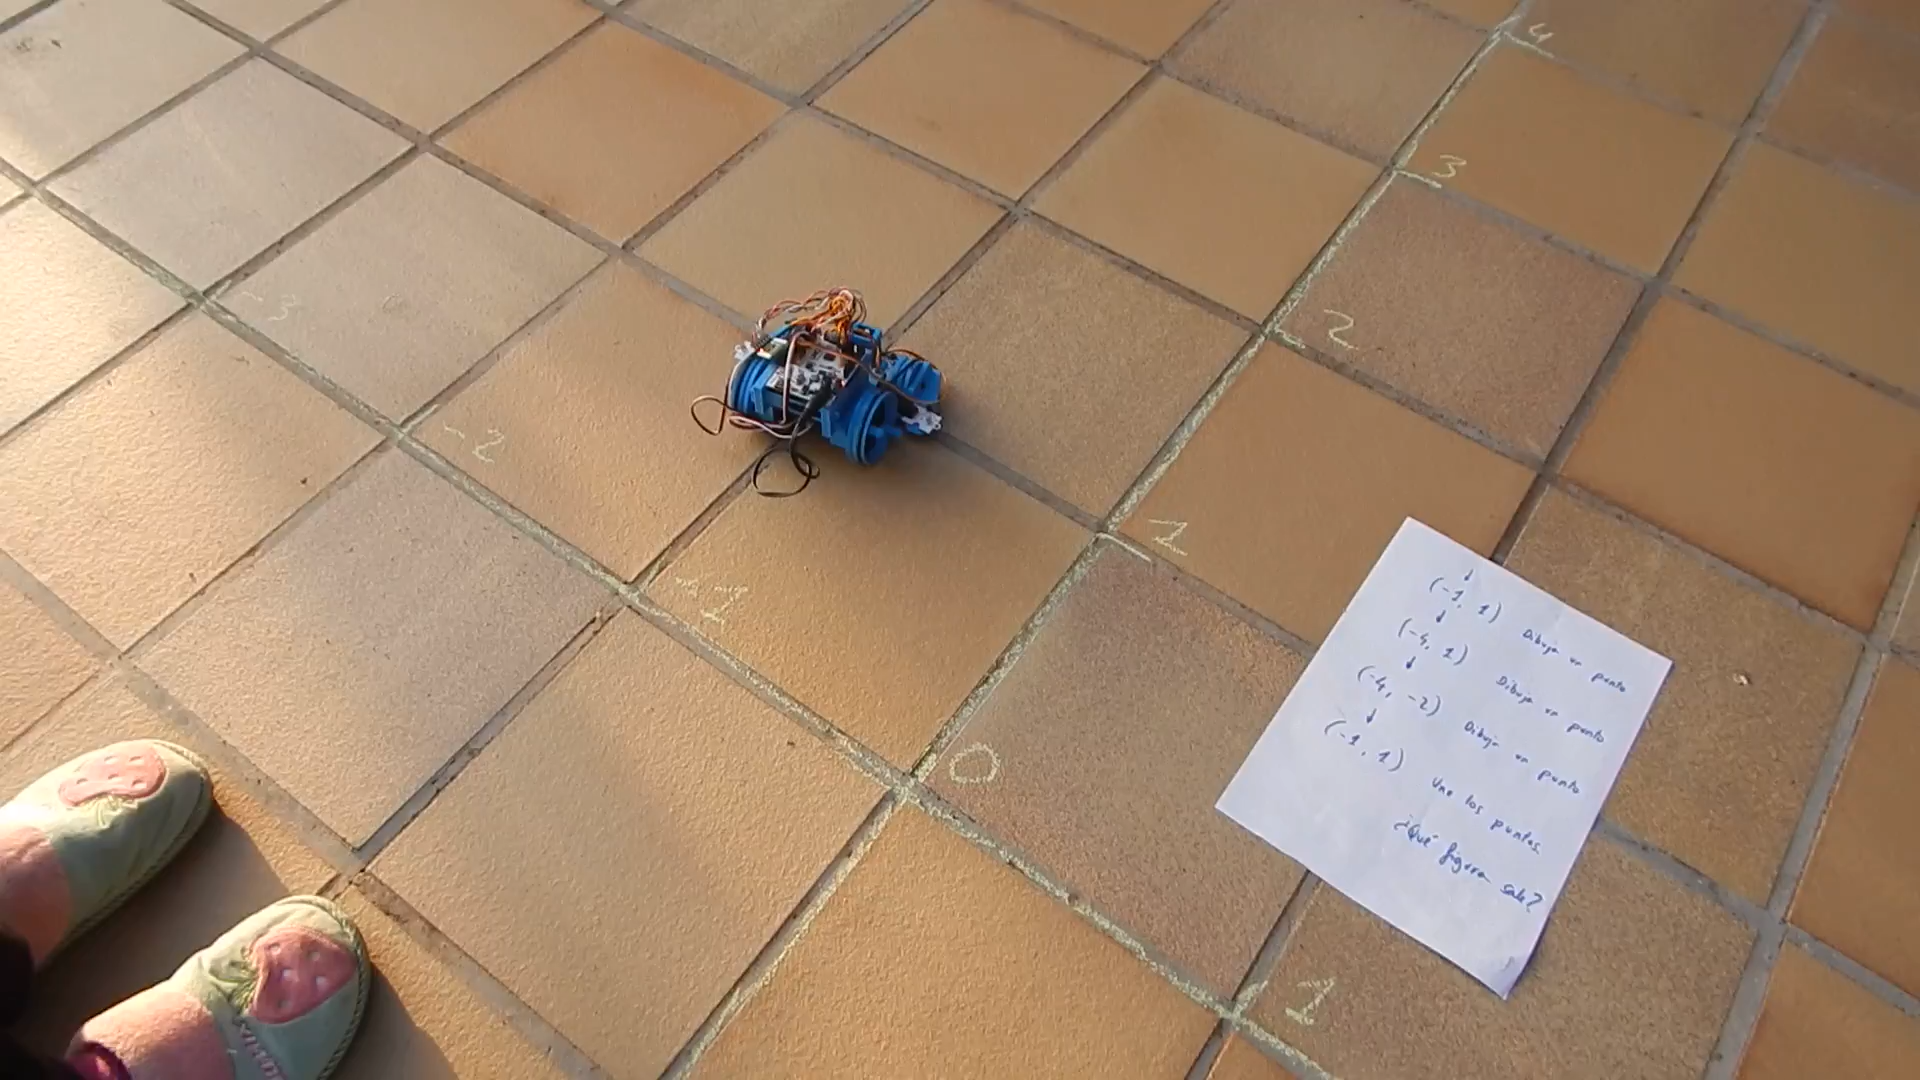 4
3
-3
2
-2
1
-1
0
1
(-1, 1) Dibuja un punto
(-4, 1) Dibuja un punto
(-4, -2) Dibuja un punto
(-1, 1) Une los puntos
¿Qué figura sale?